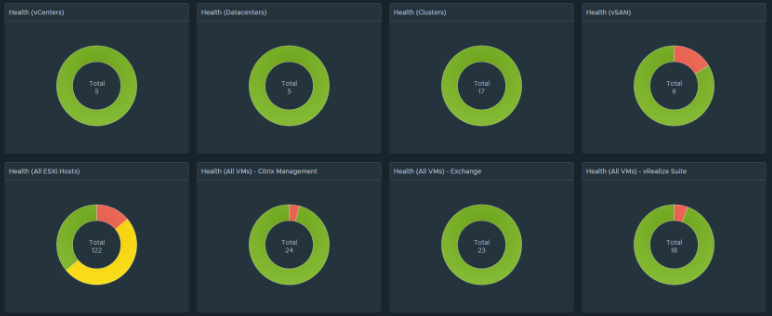 Health (vCenters)
Health (Datacenters)
Health (Clusters)
Health (vSAN)
Total
5
Total
5
Total
17
Total
6
Health (All ESXi Hosts)
Health (All VMs) - Citrix Management
Health (All VMs) - Exchange
Health (All VMs) - vRealize Suite
Total
122
Total
24
Total
23
Total
18